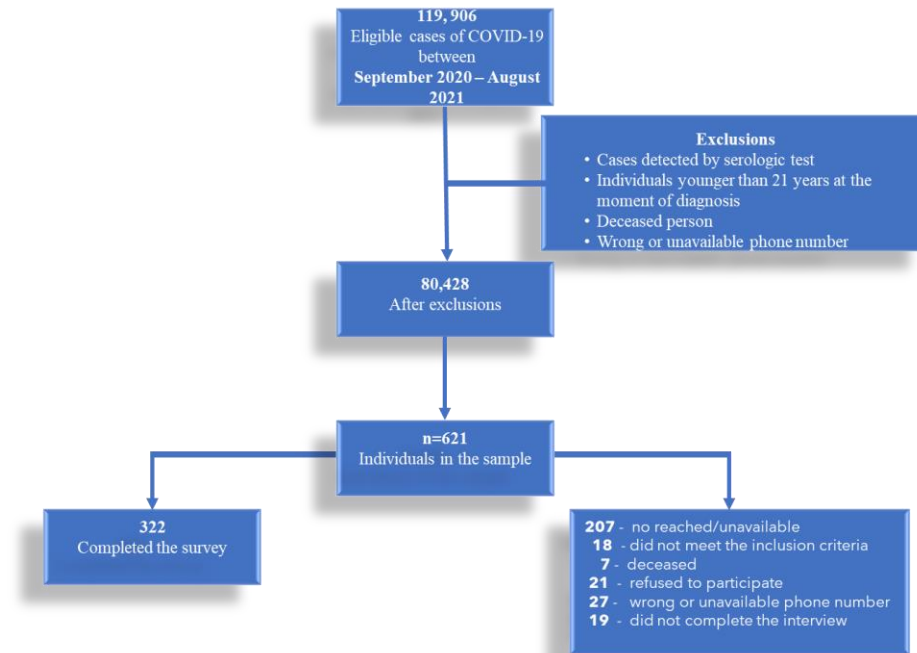 119,906
Eligible cases of COVID-19
between
September 2020 – August
2021
Exclusions
• Cases detected by serologic test
• Individuals younger than 21 years at the
moment of diagnosis
• Deceased person
• Wrong or unavailable phone number
80,428
After exclusions
n=621
Individuals in the sample
322
Completed the survey
207 - no reached/unavailable
18 - did not meet the inclusion criteria
7 - deceased
21 - refused to participate
27 - wrong or unavailable phone number
19 - did not complete the interview